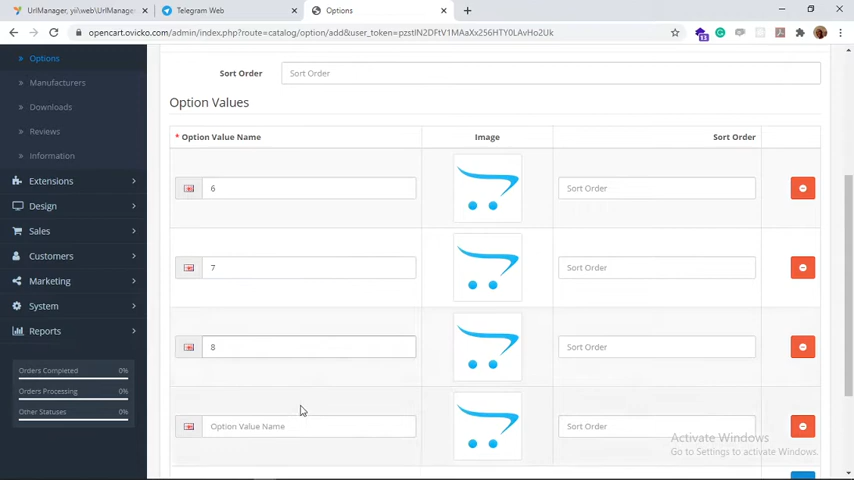 UrlManager, yii\web\UrlManager
Telegram Web
Options
opencart.ovicko.com/admin/index.php?route=catalog/option/add&user_token=pzstIN2DFtV1MAaXx256HTY0LAvHo2Uk
11
» Options
» Manufacturers
» Downloads
» Reviews
» Information
Extensions
Design
Sales
Customers
Marketing
System
Reports
Orders Completed 0%
Orders Processing 0%
Other Statuses 0%
Sort Order Sort Order
Option Values
* Option Value Name Image Sort Order
6 Sort Order
7 Sort Order
8 Sort Order
Option Value Name Sort Order
Activate Windows
Go to Settings to activate Windows.